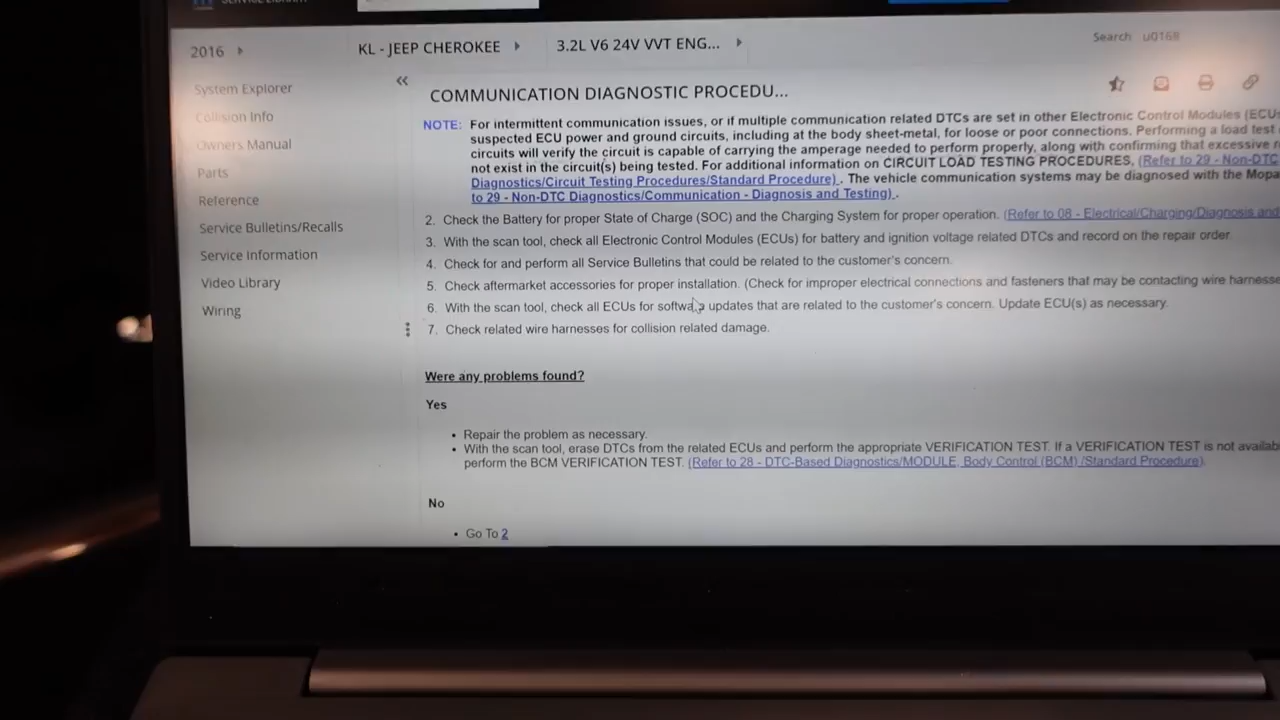 SERVICE LIBRARY
2016
KL - JEEP CHEROKEE
3.2L V6 24V VVT ENG...
Search u0168
System Explorer
Collision Info
Owners Manual
Parts
Reference
Service Bulletins/Recalls
Service Information
Video Library
Wiring
COMMUNICATION DIAGNOSTIC PROCEDU...
NOTE: For intermittent communication issues, or if multiple communication related DTCs are set in other Electronic Control Modules (ECU
suspected ECU power and ground circuits, including at the body sheet-metal, for loose or poor connections. Performing a load test
circuits will verify the circuit is capable of carrying the amperage needed to perform properly, along with confirming that excessive
not exist in the circuit(s) being tested. For additional information on CIRCUIT LOAD TESTING PROCEDURES, (Refer to 29 - Non-DTC
Diagnostics/Circuit Testing Procedures/Standard Procedure) . The vehicle communication systems may be diagnosed with the Mopa
to 29 - Non-DTC Diagnostics/Communication - Diagnosis and Testing) .
2. Check the Battery for proper State of Charge (SOC) and the Charging System for proper operation. (Refer to 08 - Electrical/Charging/Diagnosis and
3. With the scan tool, check all Electronic Control Modules (ECUs) for battery and ignition voltage related DTCs and record on the repair order.
4. Check for and perform all Service Bulletins that could be related to the customer's concern.
5. Check aftermarket accessories for proper installation. (Check for improper electrical connections and fasteners that may be contacting wire harnesse
6. With the scan tool, check all ECUs for software updates that are related to the customer's concern. Update ECU(s) as necessary.
7. Check related wire harnesses for collision related damage.
Were any problems found?
Yes
• Repair the problem as necessary.
• With the scan tool, erase DTCs from the related ECUs and perform the appropriate VERIFICATION TEST. If a VERIFICATION TEST is not availab
perform the BCM VERIFICATION TEST. (Refer to 28 - DTC-Based Diagnostics/MODULE, Body Control (BCM) /Standard Procedure) .
No
• Go To 2